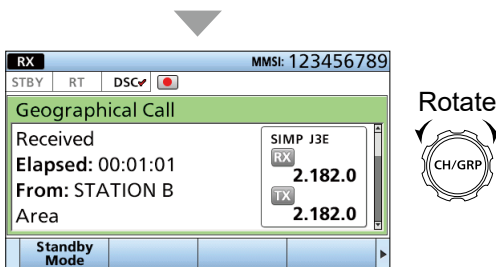 RX MMSI: 123456789
STBY RT DSC
Geographical Call
Received
Elapsed: 00:01:01
From: STATION B
Area
SIMP J3E
RX
2.182.0
TX
2.182.0
Standby
Mode
Rotate
CH/GRP